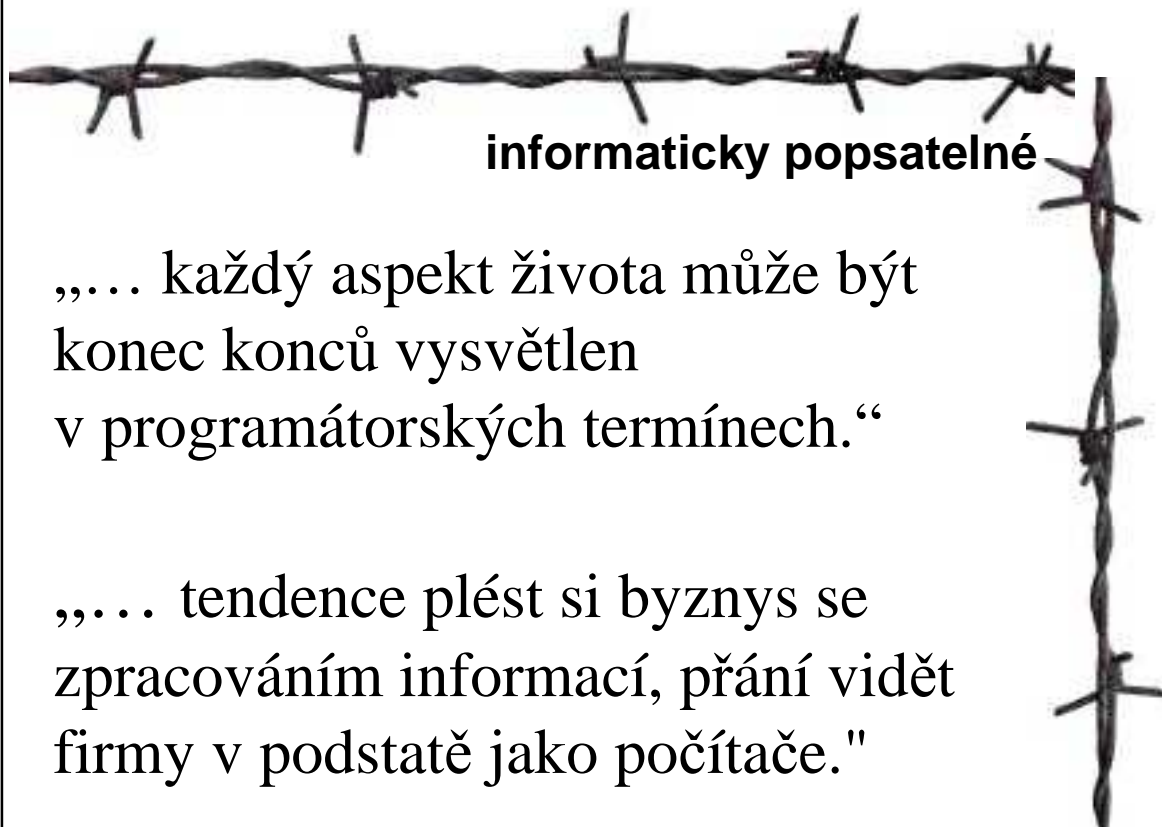 informaticky popsatelné
„… každý aspekt života může být
konec konců vysvětlen
v programátorských termínech.“
„… tendence plést si byznys se
zpracováním informací, přání vidět
firmy v podstatě jako počítače."